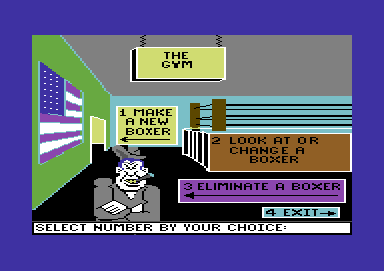 THE
GYM
1 MAKE
A NEW
BOXER
2 LOOK AT OR
CHANGE A
BOXER
3 ELIMINATE A BOXER
4 EXIT
SELECT NUMBER BY YOUR CHOICE: